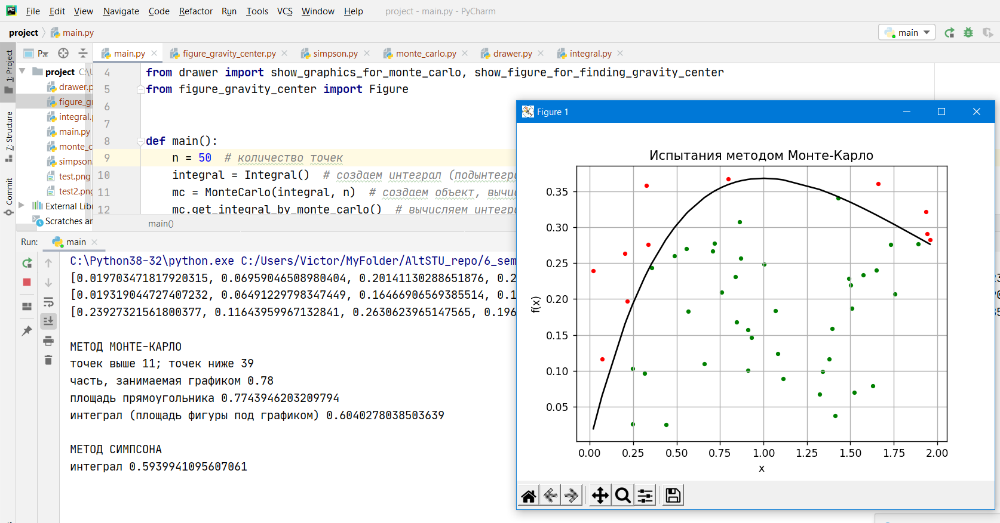 File Edit View Navigate Code Refactor Run Tools VCS Window Help project - main.py - PyCharm
project main.py main
1: Project
7: Structure
Commit
P...
main.py figure_gravity_center.py simpson.py monte_carlo.py drawer.py integral.py
project C:\U
drawer.p
figure_gr
integral.p
main.py
monte_c
simpson.
test.png
test2.png
External Lib
Scratches an
4 from drawer import show_graphics_for_monte_carlo, show_figure_for_finding_gravity_center
5 from figure_gravity_center import Figure
6
7
8 def main():
9 n = 50 # количество точек
10 integral = Integral() # создаем интеграл (подынтегра
11 mc = MonteCarlo(integral, n) # создаем объект, вычис
12 mc.get_integral_by_monte_carlo() # вычисляем интегра
main()
Run: main
C:\Python38-32\python.exe C:/Users/Victor/MyFolder/AltSTU_repo/6_sem
[0.019703471817920315, 0.06959046508980404, 0.20141130288651876, 0.2
[0.019319044727407232, 0.06491229798347449, 0.16466906569385514, 0.1
[0.23927321561800377, 0.11643959967132841, 0.2630623965147565, 0.196
МЕТОД МОНТЕ-КАРЛО
точек выше 11; точек ниже 39
часть, занимаемая графиком 0.78
площадь прямоугольника 0.7743946203209794
интеграл (площадь фигуры под графиком) 0.6040278038503639
МЕТОД СИМПСОНА
интеграл 0.5939941095607061
Figure 1
Испытания методом Монте-Карло
f(x)
0.35
0.30
0.25
0.20
0.15
0.10
0.05
0.00 0.25 0.50 0.75 1.00 1.25 1.50 1.75 2.00
x